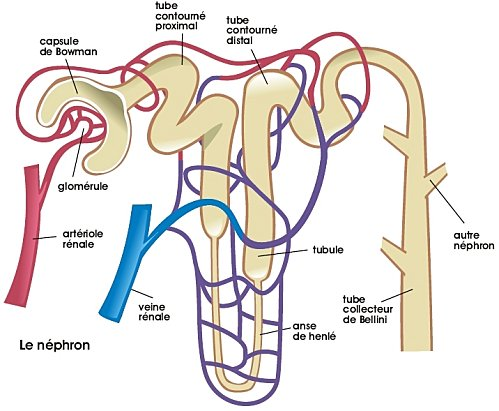 tube
contourné
proximal
tube
contourné
distal
capsule
de Bowman
glomérule
artériole
rénale
autre
néphron
tubule
veine
rénale
tube
collecteur
de Bellini
anse
de henlé
Le néphron